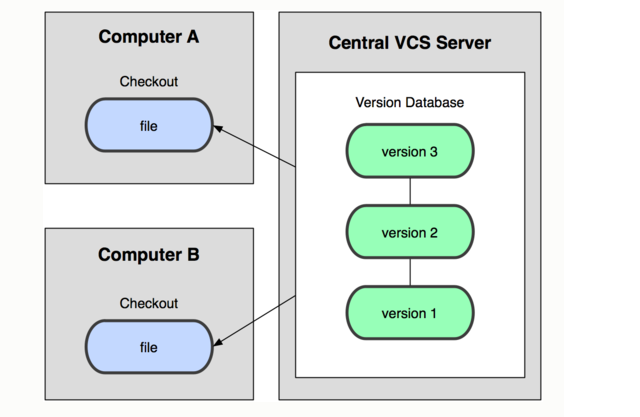 Computer A
Checkout
file
Computer B
Checkout
file
Central VCS Server
Version Database
version 3
version 2
version 1